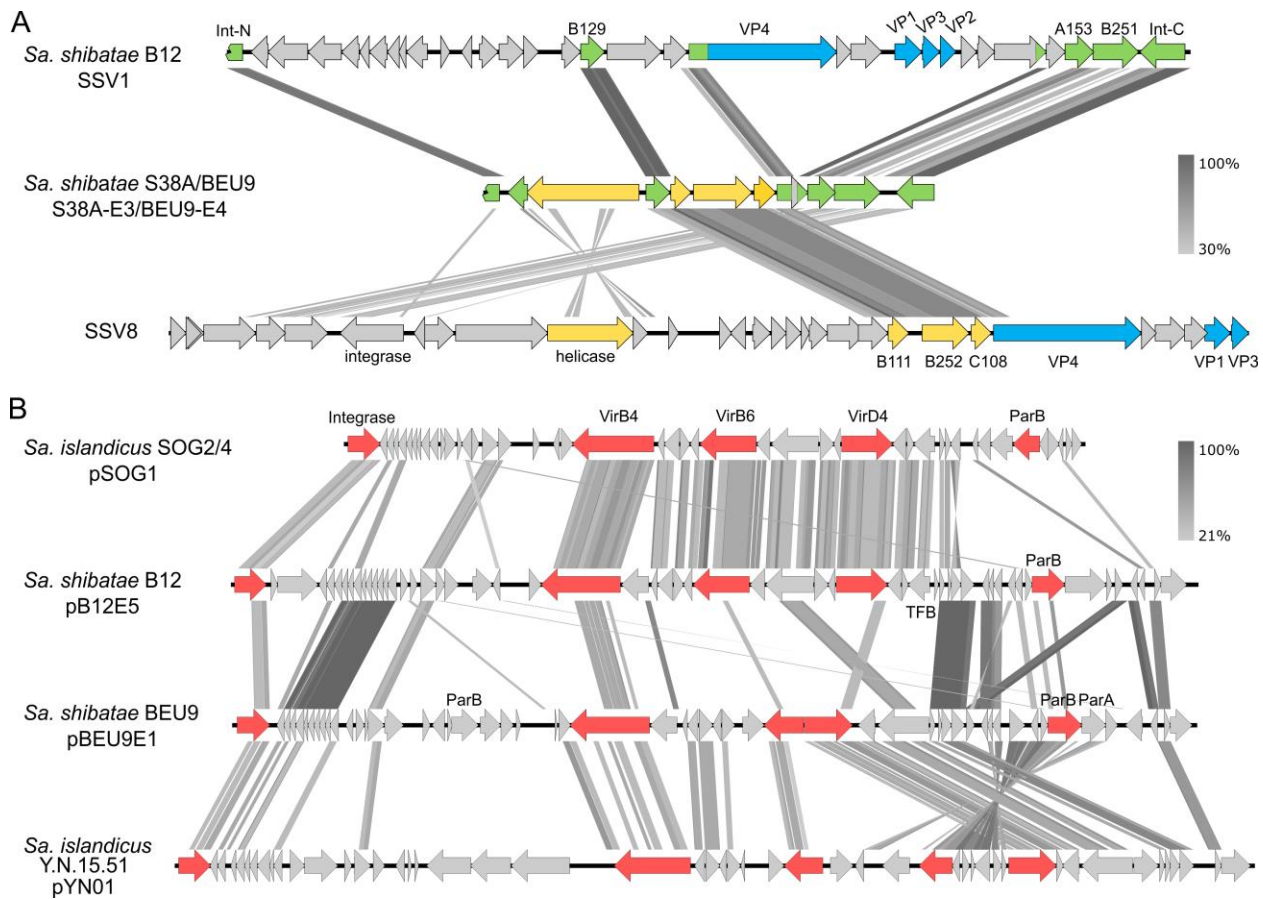 A
Int-N
B129
VP4
VP1
VP3
VP2
A153
B251
Int-C
Sa. shibatae B12
SSV1
Sa. shibatae S38A/BEU9
S38A-E3/BEU9-E4
100%
30%
SSV8
integrase
helicase
B111
B252
C108
VP4
VP1
VP3
B
Integrase
VirB4
VirB6
VirD4
ParB
Sa. islandicus SOG2/4
pSOG1
100%
21%
Sa. shibatae B12
pB12E5
ParB
TFB
Sa. shibatae BEU9
pBEU9E1
ParB
ParB
ParA
Sa. islandicus
Y.N.15.51
pYN01